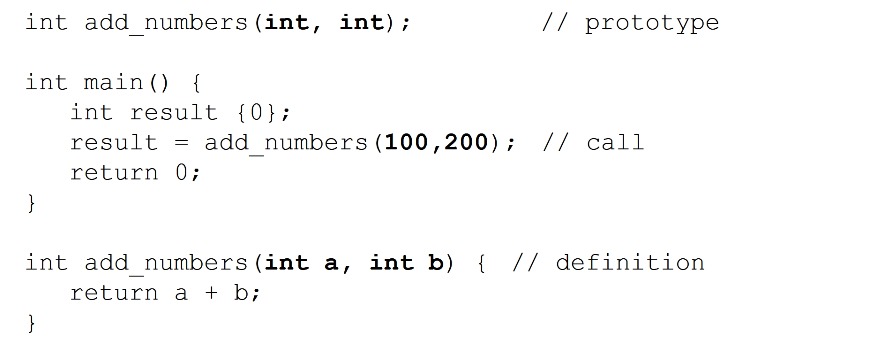 int add_numbers(int, int);         // prototype
int main() {
   int result {0};
   result = add_numbers(100,200);  // call
   return 0;
}
int add_numbers(int a, int b) {  // definition
   return a + b;
}